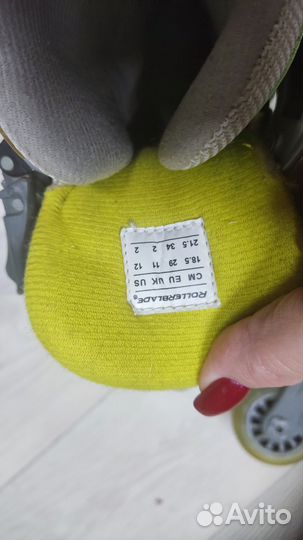 ROLLERBLADE®
US UK EU CM
12 11 29 18.5
2 2 34 21.5
Avito